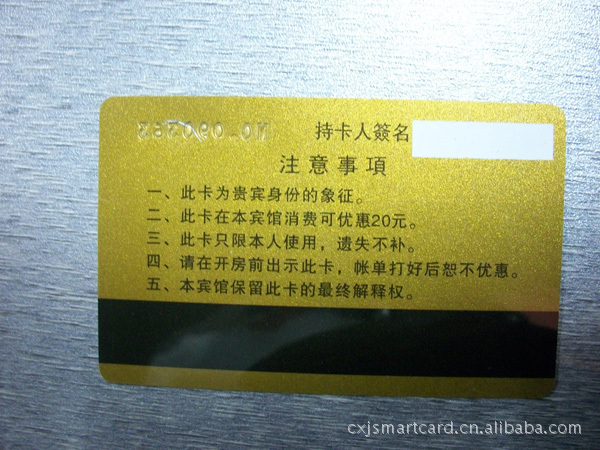 持卡人簽名
注意事項
一、此卡为贵宾身份的象征。
二、此卡在本宾馆消费可优惠20元。
三、此卡只限本人使用，遗失不补。
四、请在开房前出示此卡，帐单打好后恕不优惠。
五、本宾馆保留此卡的最终解释权。
cxjsmartcard.cn.alibaba.com